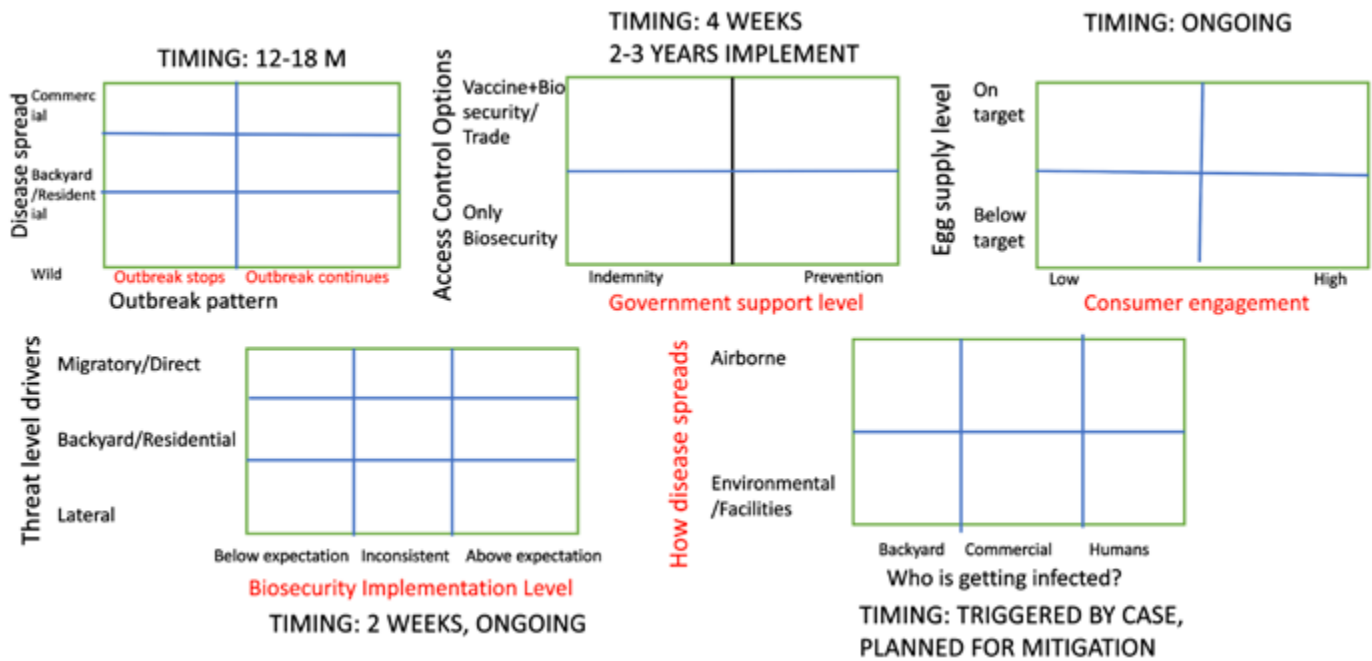 TIMING: 12-18 M
Disease spread
Commerc
ial
Backyard
/Resident
ial
Wild
Outbreak stops
Outbreak continues
Outbreak pattern
TIMING: 4 WEEKS
2-3 YEARS IMPLEMENT
Access Control Options
Vaccine+Bio
security/
Trade
Only
Biosecurity
Indemnity
Prevention
Government support level
TIMING: ONGOING
Egg supply level
On
target
Below
target
Low
High
Consumer engagement
Threat level drivers
Migratory/Direct
Backyard/Residential
Lateral
Below expectation
Inconsistent
Above expectation
Biosecurity Implementation Level
TIMING: 2 WEEKS, ONGOING
How disease spreads
Airborne
Environmental
/Facilities
Backyard
Commercial
Humans
Who is getting infected?
TIMING: TRIGGERED BY CASE,
PLANNED FOR MITIGATION